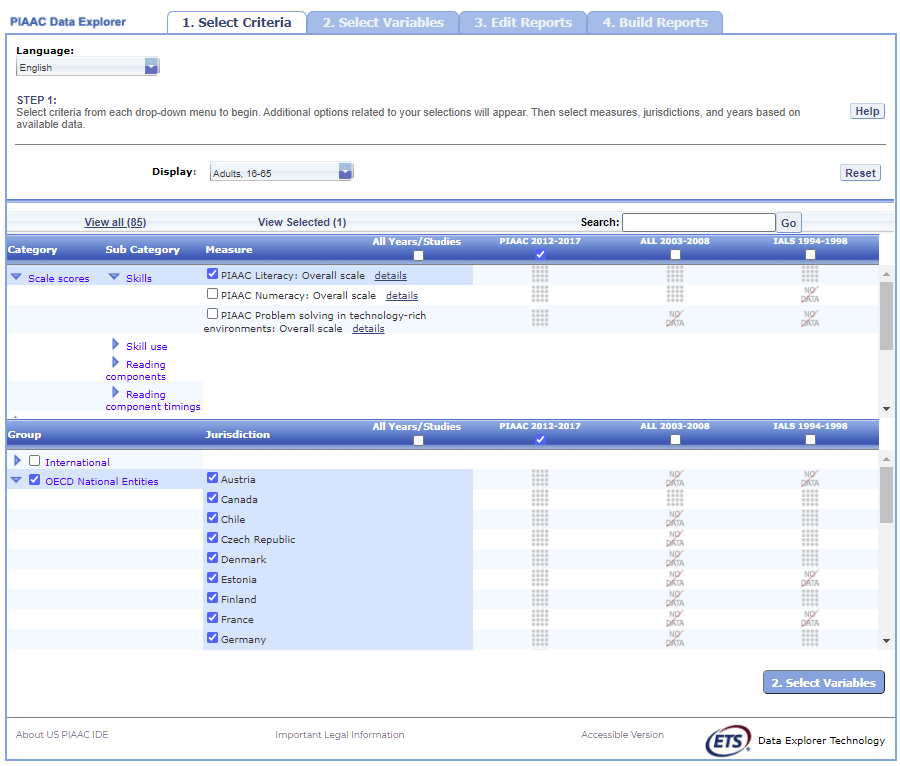 PIAAC Data Explorer
1. Select Criteria 2. Select Variables 3. Edit Reports 4. Build Reports
Language:
English
STEP 1:
Select criteria from each drop-down menu to begin. Additional options related to your selections will appear. Then select measures, jurisdictions, and years based on
available data.
Help
Display: Adults, 16-65
Reset
View all (85) View Selected (1) Search: Go
Category Sub Category Measure All Years/Studies PIAAC 2012-2017 ALL 2003-2008 IALS 1994-1998
Scale scores Skills PIAAC Literacy: Overall scale details
PIAAC Numeracy: Overall scale details NO DATA
PIAAC Problem solving in technology-rich
environments: Overall scale details NO DATA NO DATA
Skill use
Reading
components
Reading
component timings
Group Jurisdiction All Years/Studies PIAAC 2012-2017 ALL 2003-2008 IALS 1994-1998
International
OECD National Entities Austria NO DATA NO DATA
Canada
Chile NO DATA
Czech Republic NO DATA
Denmark NO DATA
Estonia NO DATA NO DATA
Finland NO DATA
France NO DATA NO DATA
Germany NO DATA
2. Select Variables
About US PIAAC IDE Important Legal Information Accessible Version ETS Data Explorer Technology